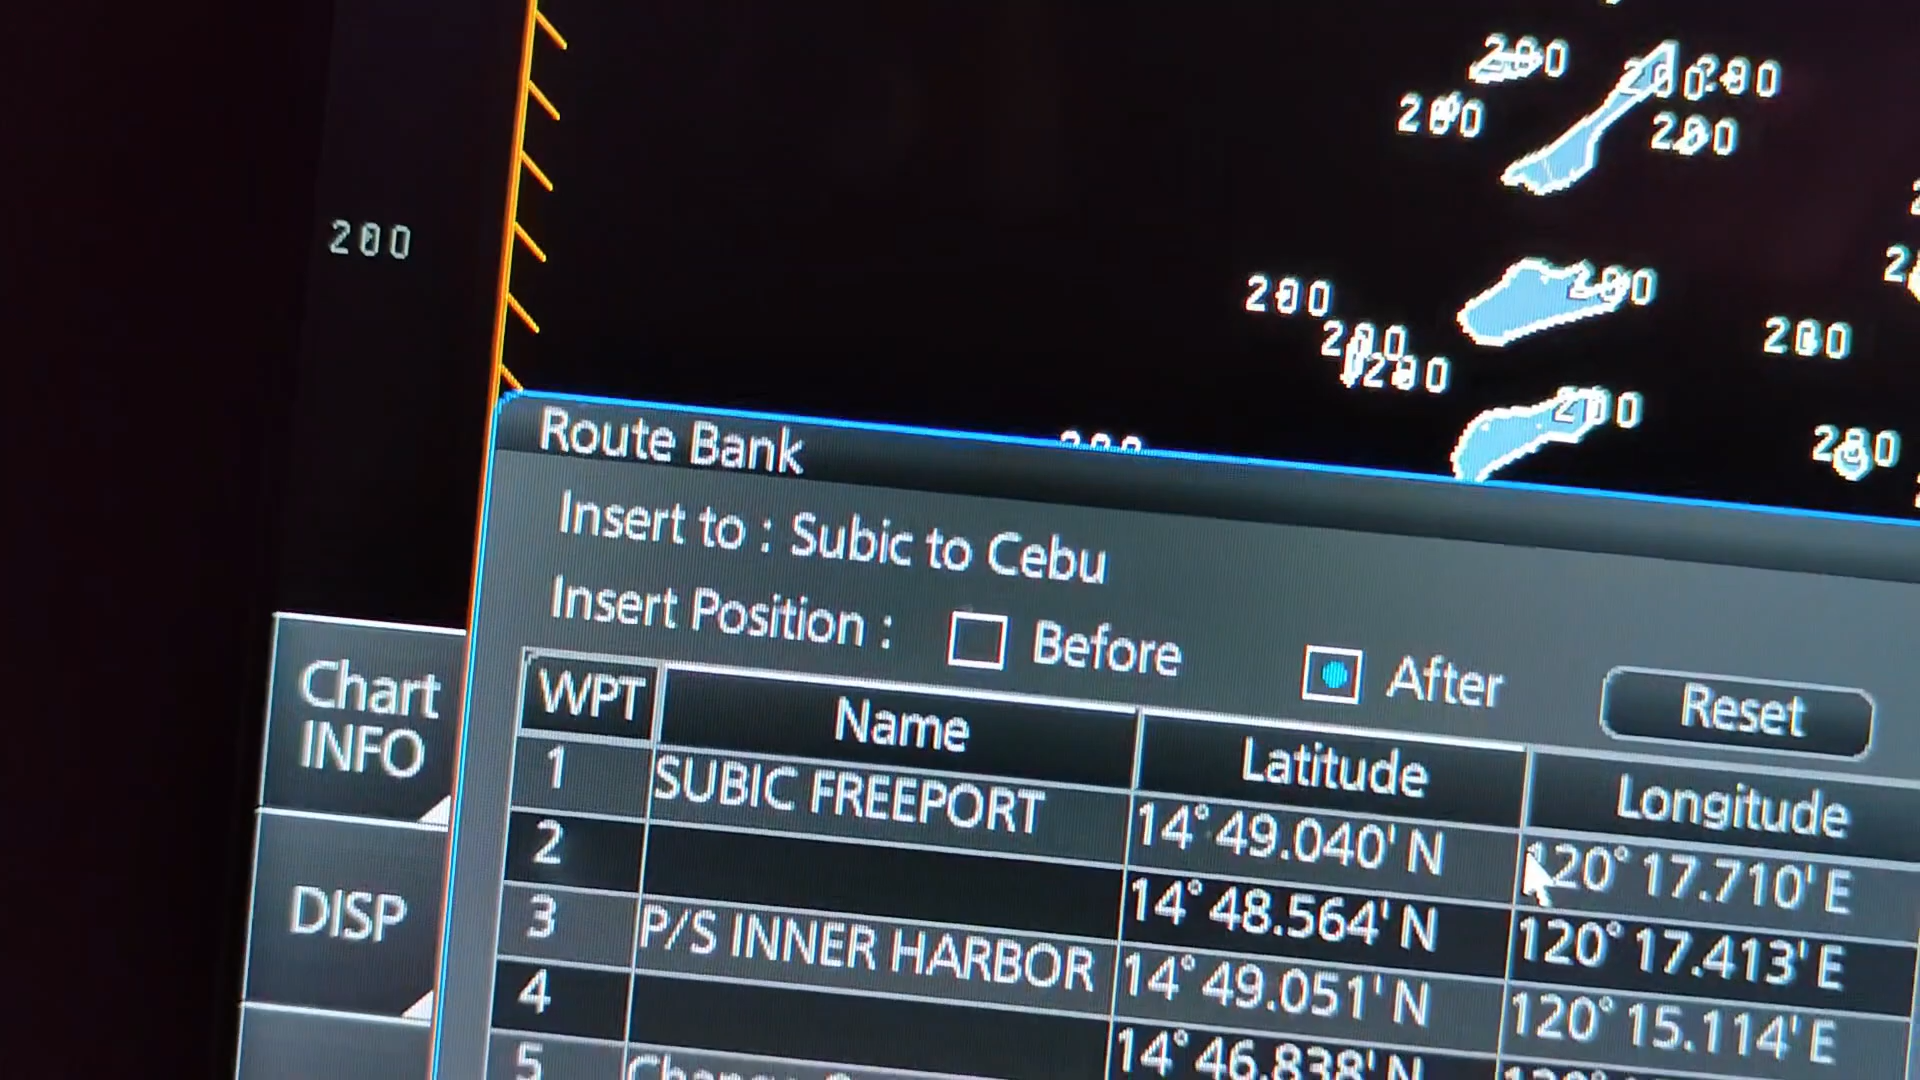 200
200
200
200
200
200
200
200
200
200
200
200
200
200
Route Bank
Insert to : Subic to Cebu
Insert Position : Before After Reset
WPT Name Latitude Longitude
1 SUBIC FREEPORT 14°49.040' N 120°17.710' E
2 14°48.564' N 120°17.413' E
3 P/S INNER HARBOR 14°49.051' N 120°15.114' E
4 14°46.838' N
5
Chart
INFO
DISP